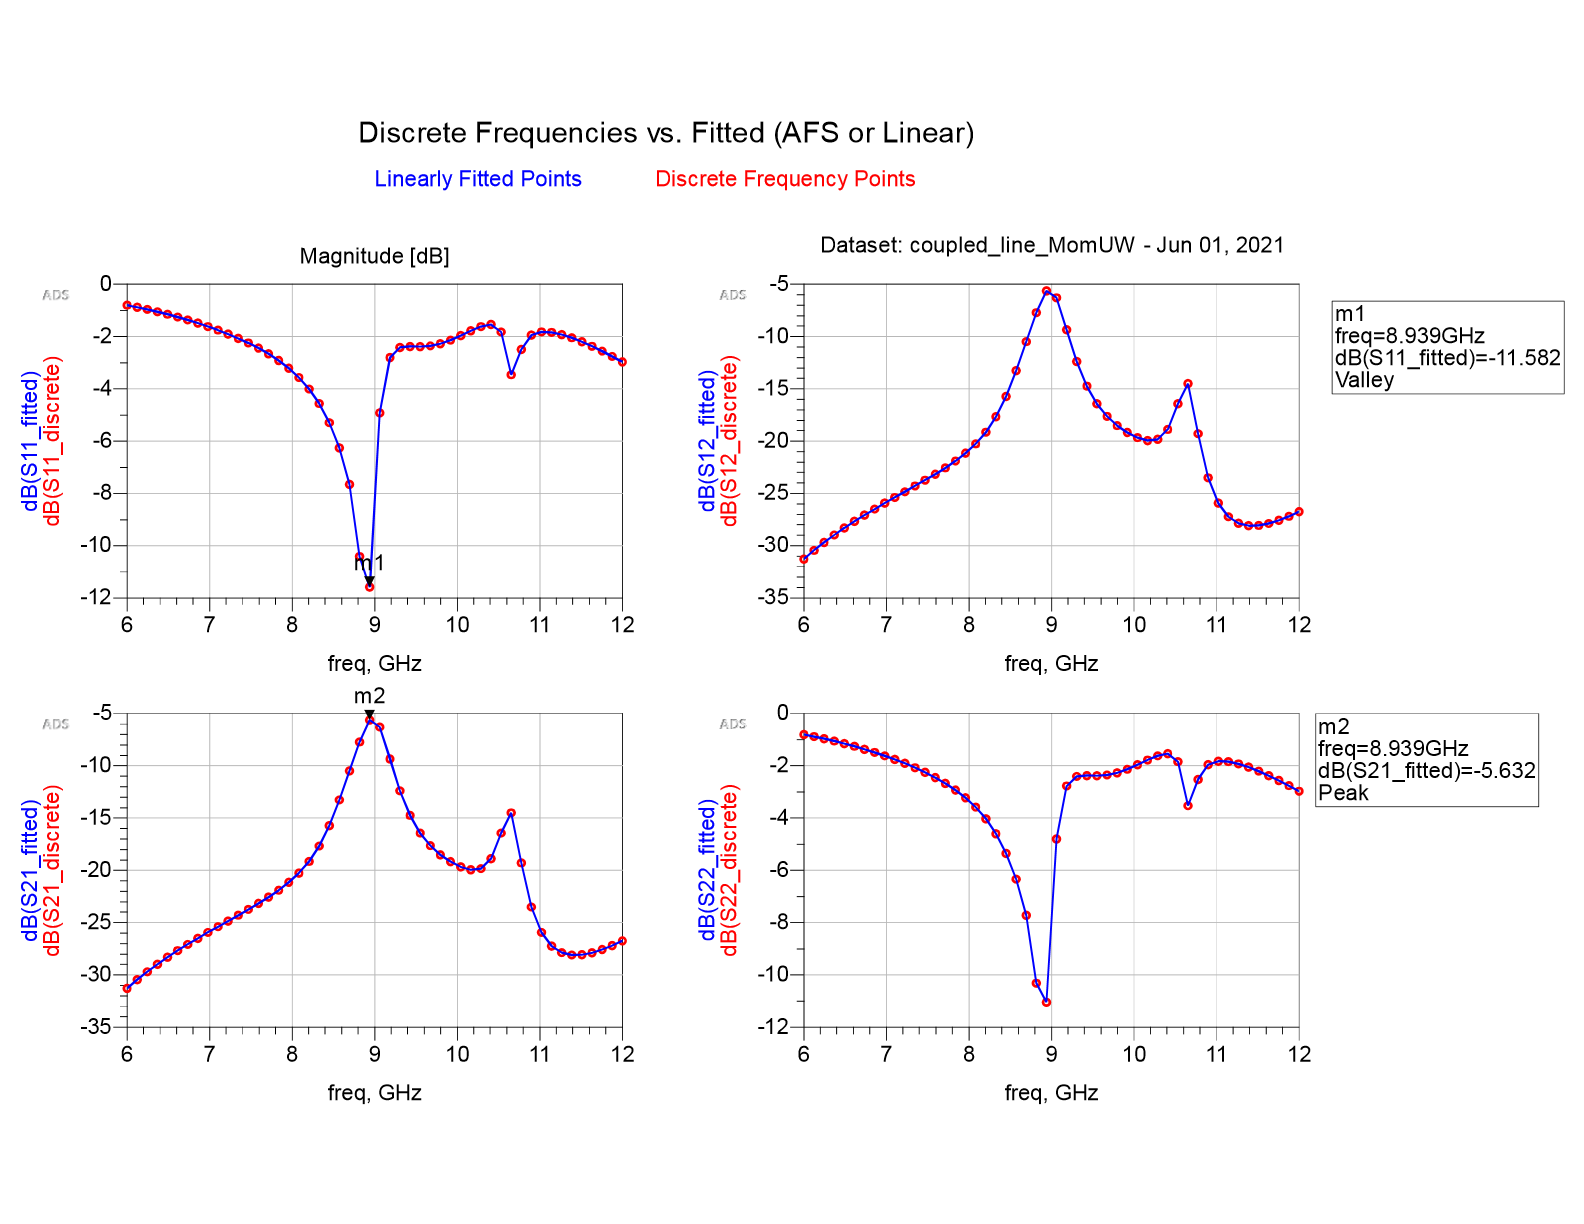 Discrete Frequencies vs. Fitted (AFS or Linear)
Linearly Fitted Points
Discrete Frequency Points
Magnitude [dB]
ADS
dB(S11_fitted)
dB(S11_discrete)
0
-2
-4
-6
-8
-10
-12
m1
6 7 8 9 10 11 12
freq, GHz
Dataset: coupled_line_MomUW - Jun 01, 2021
ADS
dB(S12_fitted)
dB(S12_discrete)
-5
-10
-15
-20
-25
-30
-35
6 7 8 9 10 11 12
freq, GHz
m1
freq=8.939GHz
dB(S11_fitted)=-11.582
Valley
m2
ADS
dB(S21_fitted)
dB(S21_discrete)
-5
-10
-15
-20
-25
-30
-35
6 7 8 9 10 11 12
freq, GHz
ADS
dB(S22_fitted)
dB(S22_discrete)
0
-2
-4
-6
-8
-10
-12
6 7 8 9 10 11 12
freq, GHz
m2
freq=8.939GHz
dB(S21_fitted)=-5.632
Peak